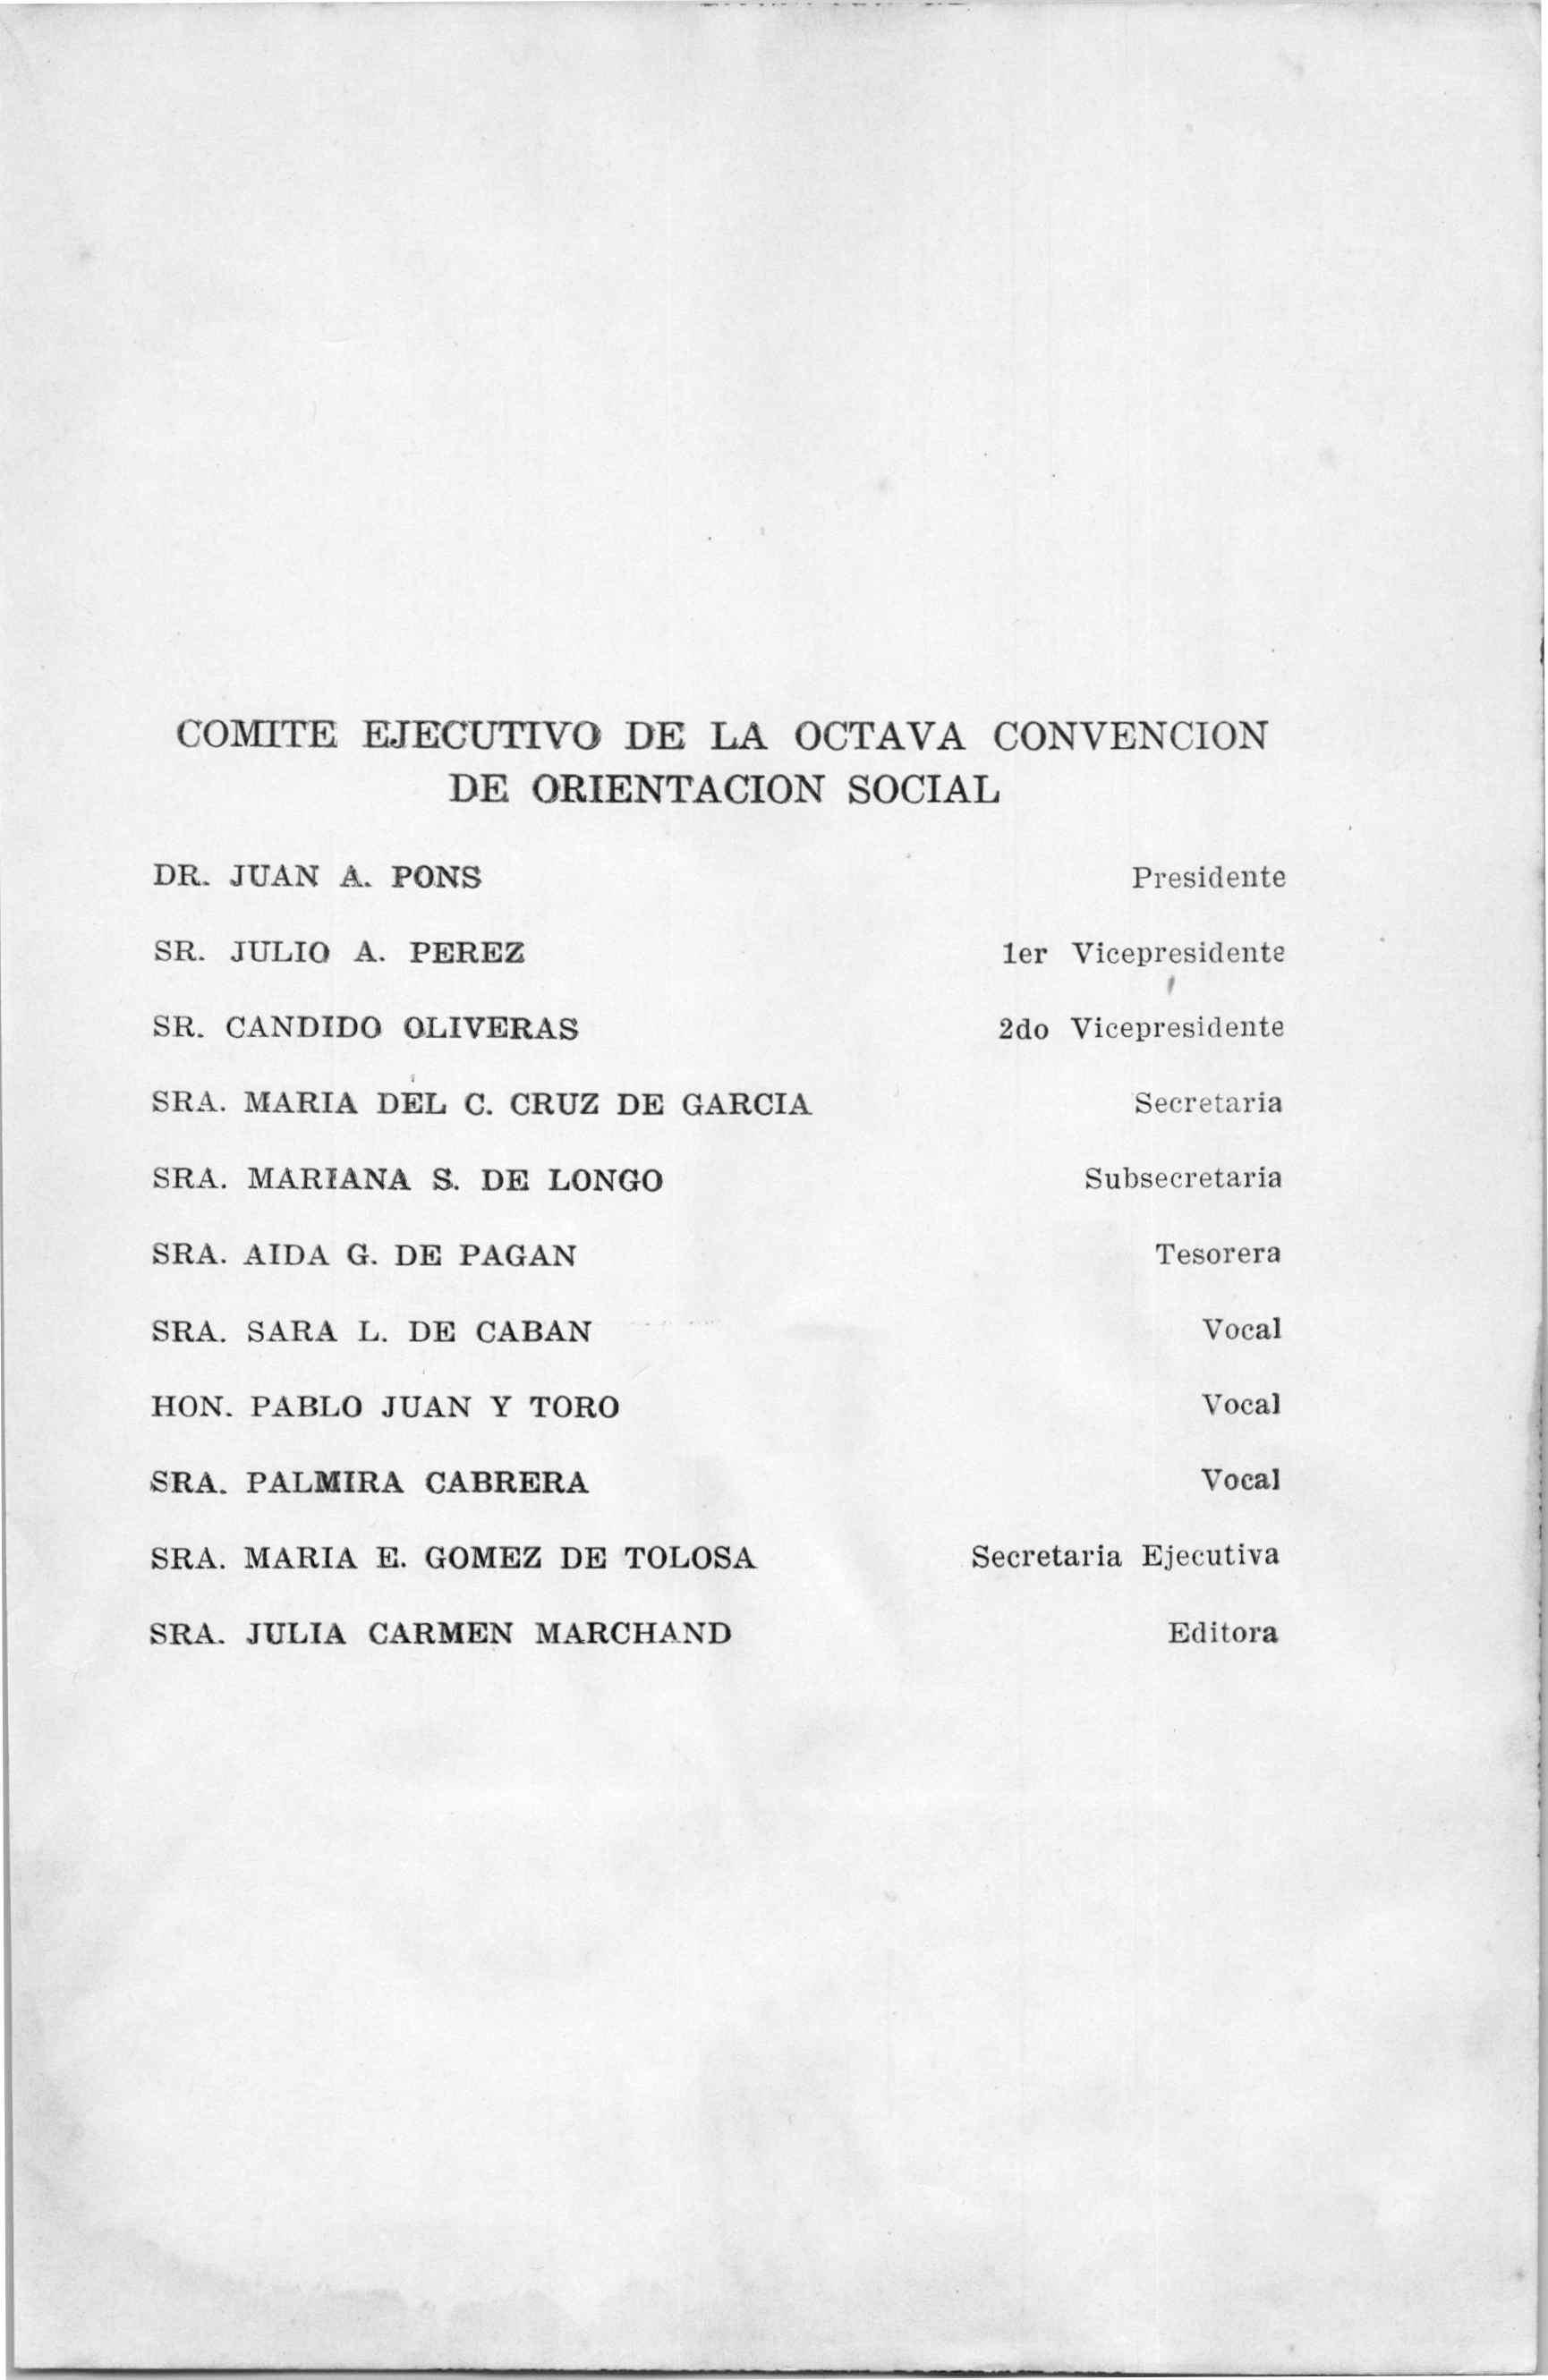 COMITE EJECUTIVO DE LA OCTAVA CONVENCION
DE ORIENTACION SOCIAL
DR. JUAN A. PONS Presidente
SR. JULIO A. PEREZ 1er Vicepresidente
SR. CANDIDO OLIVERAS 2do Vicepresidente
SRA. MARIA DEL C. CRUZ DE GARCIA Secretaria
SRA. MARIANA S. DE LONGO Subsecretaria
SRA. AIDA G. DE PAGAN Tesorera
SRA. SARA L. DE CABAN Vocal
HON. PABLO JUAN Y TORO Vocal
SRA. PALMIRA CABRERA Vocal
SRA. MARIA E. GOMEZ DE TOLOSA Secretaria Ejecutiva
SRA. JULIA CARMEN MARCHAND Editora